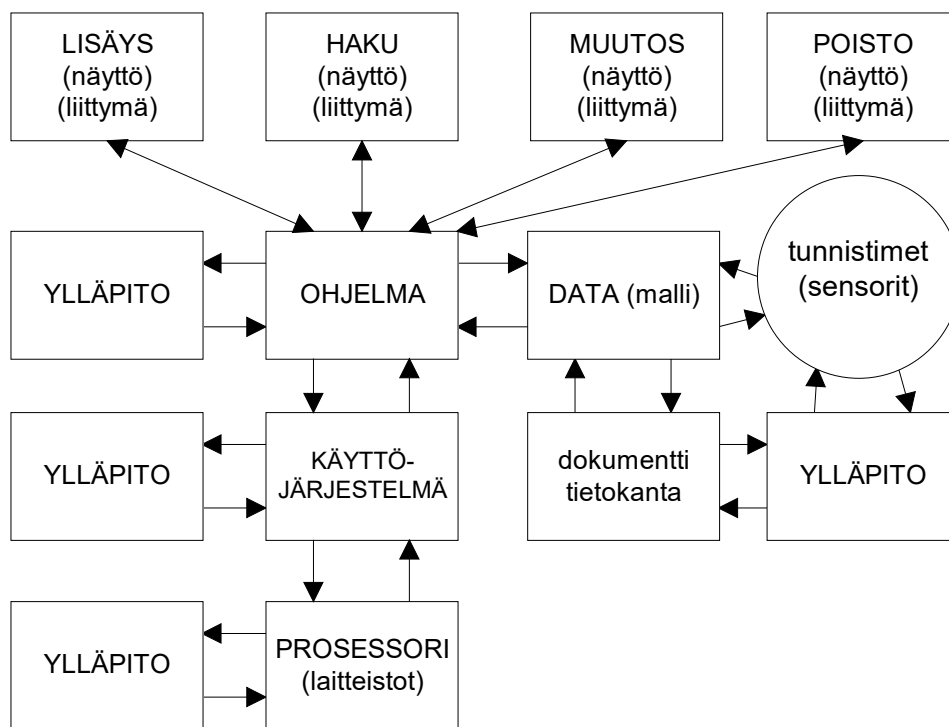 LISÄYS
(näyttö)
(liittymä)
HAKU
(näyttö)
(liittymä)
MUUTOS
(näyttö)
(liittymä)
POISTO
(näyttö)
(liittymä)
YLLÄPITO
OHJELMA
DATA (malli)
tunnistimet
(sensorit)
YLLÄPITO
KÄYTTÖ-
JÄRJESTELMÄ
dokumentti
tietokanta
YLLÄPITO
YLLÄPITO
PROSESSORI
(laitteistot)